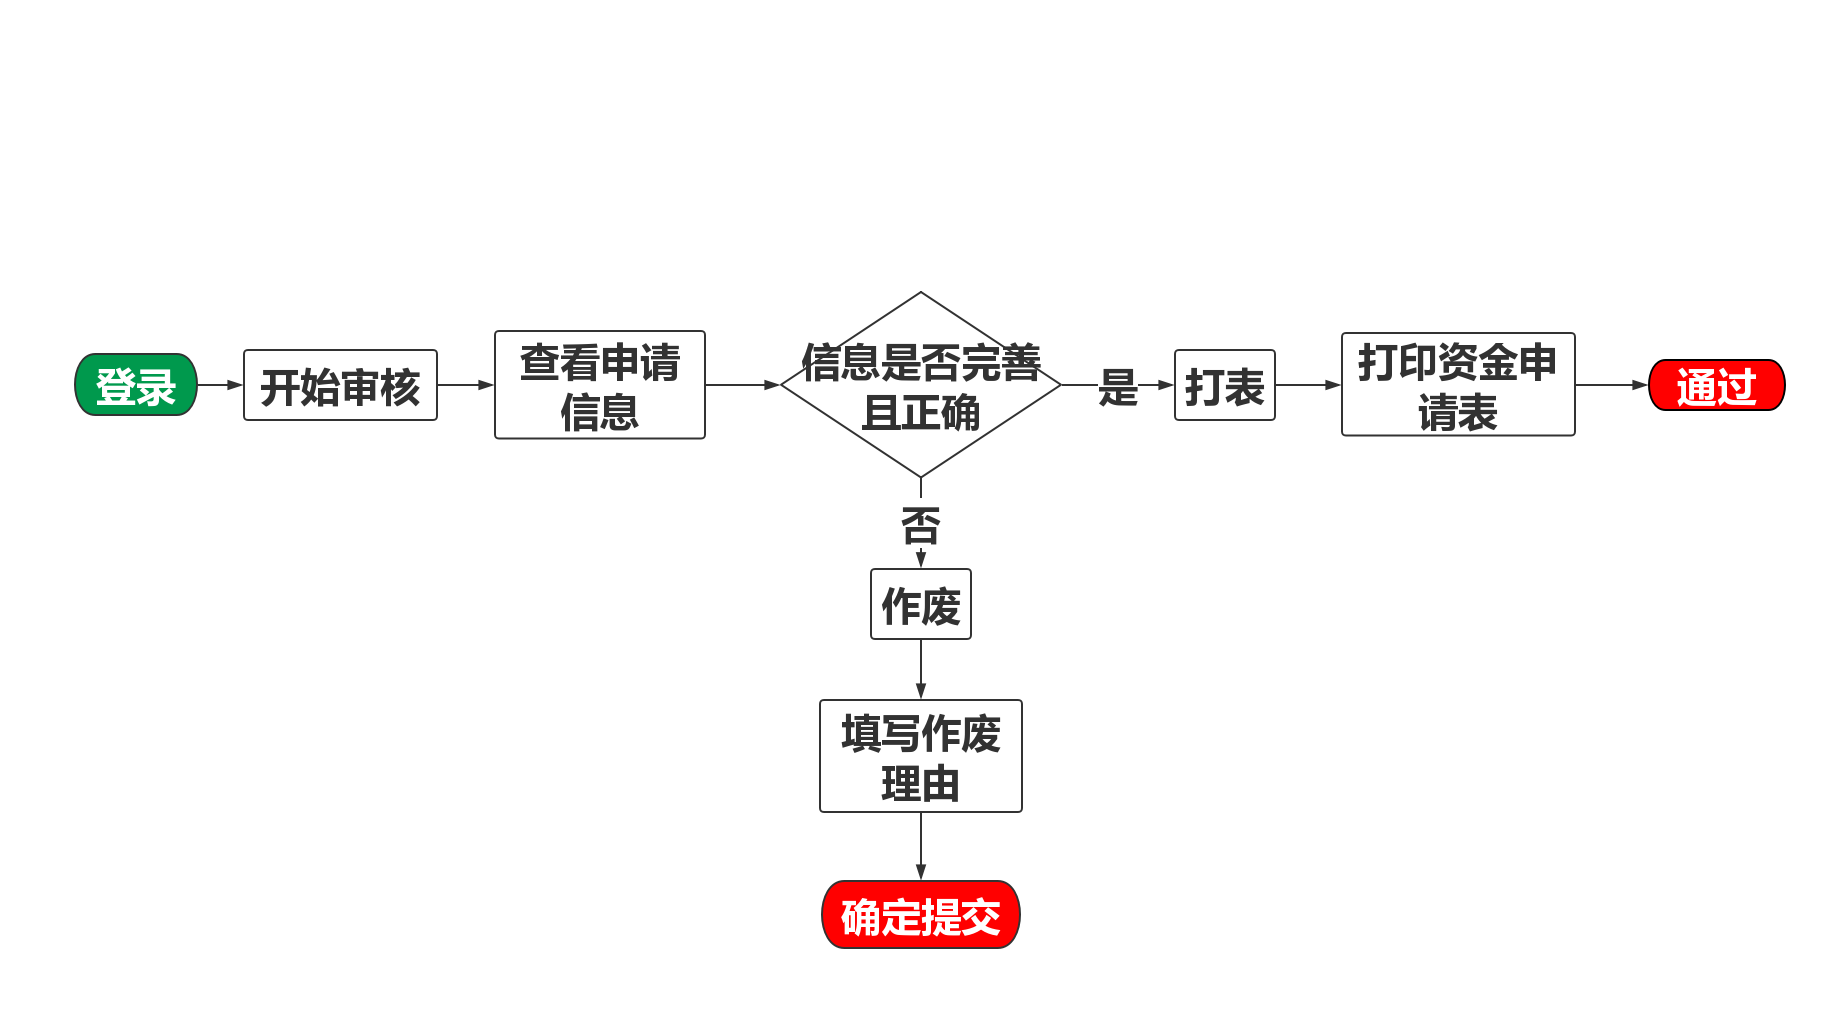 登录
开始审核
查看申请
信息
信息是否完善
且正确
是
打表
打印资金申
请表
通过
否
作废
填写作废
理由
确定提交